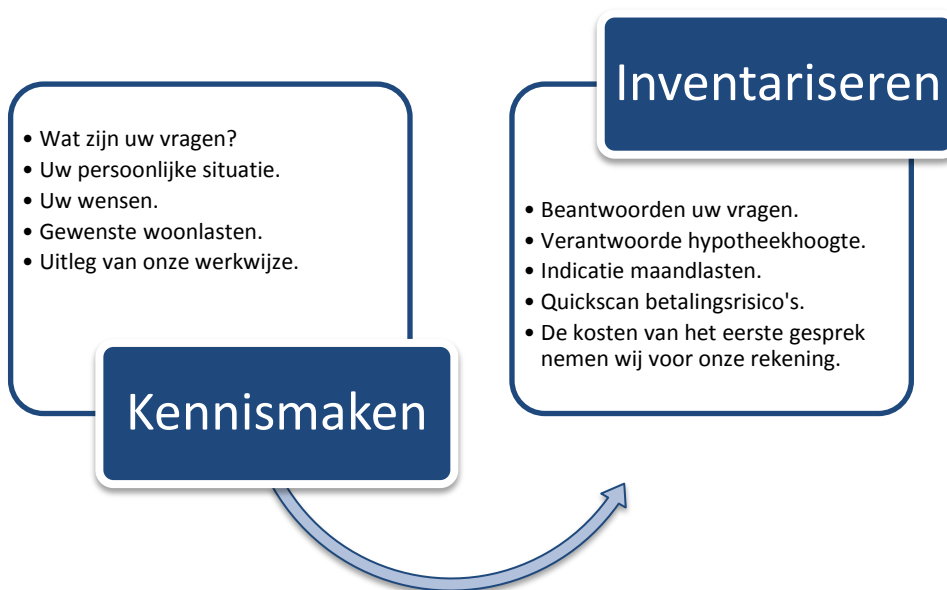 • Wat zijn uw vragen?
• Uw persoonlijke situatie.
• Uw wensen.
• Gewenste woonlasten.
• Uitleg van onze werkwijze.
Kennismaken
Inventariseren
• Beantwoorden uw vragen.
• Verantwoorde hypotheekhoogte.
• Indicatie maandlasten.
• Quickscan betalingsrisico's.
• De kosten van het eerste gesprek
nemen wij voor onze rekening.